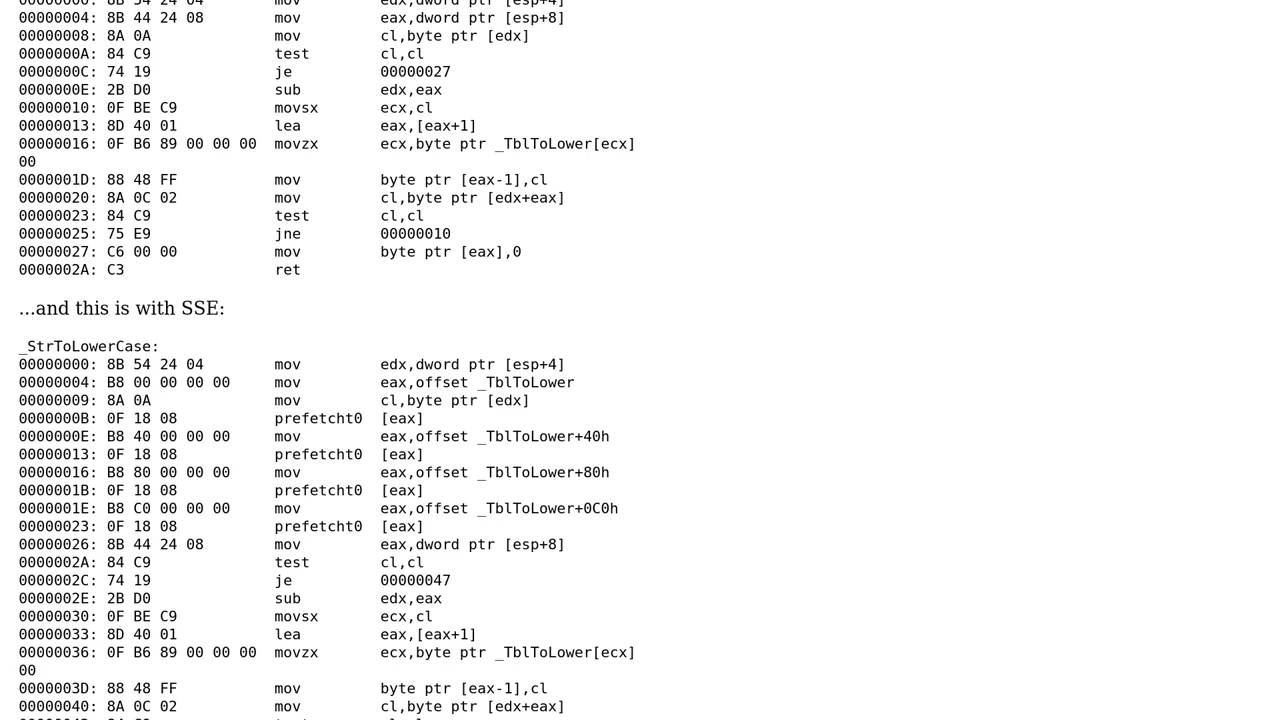 00000000: 8B 54 24 04        mov         edx,dword ptr [esp+4]
00000004: 8B 44 24 08        mov         eax,dword ptr [esp+8]
00000008: 8A 0A              mov         cl,byte ptr [edx]
0000000A: 84 C9              test        cl,cl
0000000C: 74 19              je          00000027
0000000E: 2B D0              sub         edx,eax
00000010: 0F BE C9           movsx       ecx,cl
00000013: 8D 40 01           lea         eax,[eax+1]
00000016: 0F B6 89 00 00 00  movzx       ecx,byte ptr _TblToLower[ecx]
00
0000001D: 88 48 FF           mov         byte ptr [eax-1],cl
00000020: 8A 0C 02           mov         cl,byte ptr [edx+eax]
00000023: 84 C9              test        cl,cl
00000025: 75 E9              jne         00000010
00000027: C6 00 00           mov         byte ptr [eax],0
0000002A: C3                 ret
...and this is with SSE:
_StrToLowerCase:
00000000: 8B 54 24 04        mov         edx,dword ptr [esp+4]
00000004: B8 00 00 00 00     mov         eax,offset _TblToLower
00000009: 8A 0A              mov         cl,byte ptr [edx]
0000000B: 0F 18 08           prefetcht0  [eax]
0000000E: B8 40 00 00 00     mov         eax,offset _TblToLower+40h
00000013: 0F 18 08           prefetcht0  [eax]
00000016: B8 80 00 00 00     mov         eax,offset _TblToLower+80h
0000001B: 0F 18 08           prefetcht0  [eax]
0000001E: B8 C0 00 00 00     mov         eax,offset _TblToLower+0C0h
00000023: 0F 18 08           prefetcht0  [eax]
00000026: 8B 44 24 08        mov         eax,dword ptr [esp+8]
0000002A: 84 C9              test        cl,cl
0000002C: 74 19              je          00000047
0000002E: 2B D0              sub         edx,eax
00000030: 0F BE C9           movsx       ecx,cl
00000033: 8D 40 01           lea         eax,[eax+1]
00000036: 0F B6 89 00 00 00  movzx       ecx,byte ptr _TblToLower[ecx]
00
0000003D: 88 48 FF           mov         byte ptr [eax-1],cl
00000040: 8A 0C 02           mov         cl,byte ptr [edx+eax]